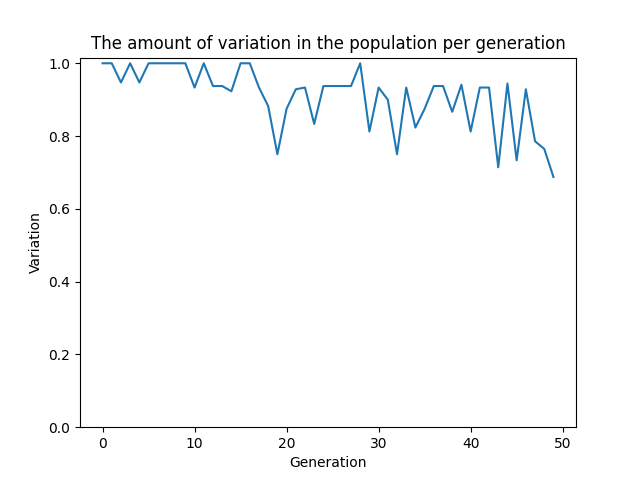 The amount of variation in the population per generation
1.0
0.8
0.6
0.4
0.2
0.0
Variation
0 10 20 30 40 50
Generation